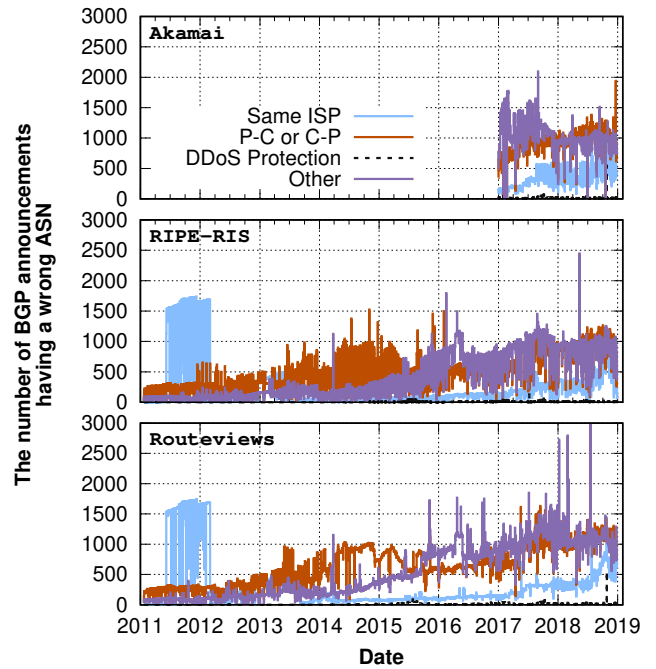 The number of BGP announcements
having a wrong ASN
3000
2500
2000
1500
1000
500
0
Akamai
Same ISP
P-C or C-P
DDoS Protection
Other
3000
2500
2000
1500
1000
500
0
RIPE-RIS
3000
2500
2000
1500
1000
500
0
Routeviews
2011 2012 2013 2014 2015 2016 2017 2018 2019
Date